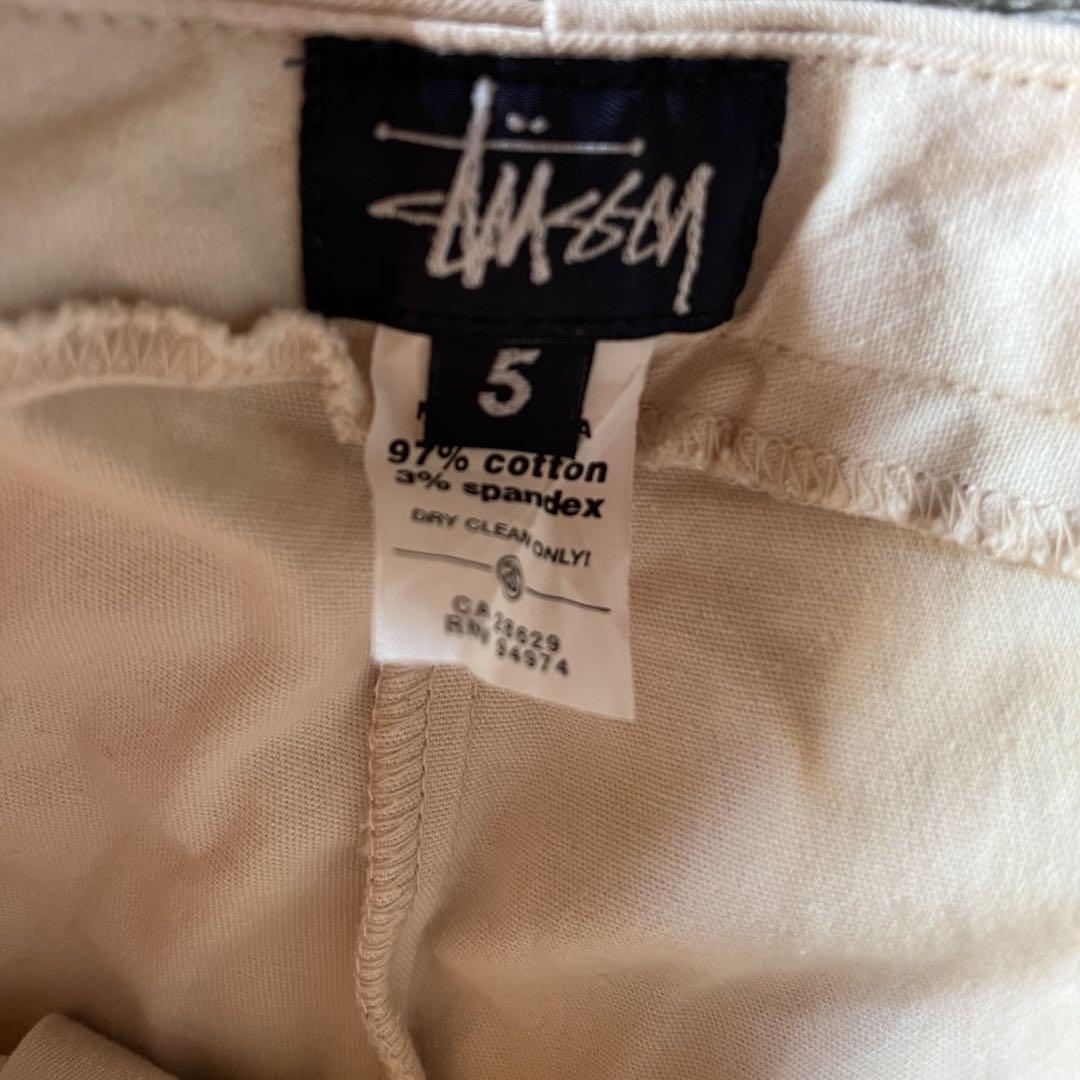 Stüssy
5
97% cotton
3% spandex
DRY CLEAN ONLY!
CA 28629
RN 94974